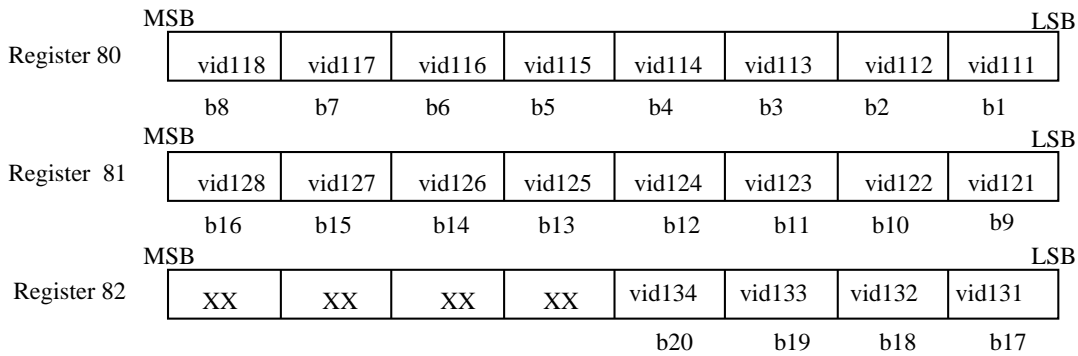 MSB LSB
Register 80 vid118 vid117 vid116 vid115 vid114 vid113 vid112 vid111
b8 b7 b6 b5 b4 b3 b2 b1
MSB LSB
Register 81 vid128 vid127 vid126 vid125 vid124 vid123 vid122 vid121
b16 b15 b14 b13 b12 b11 b10 b9
MSB LSB
Register 82 XX XX XX XX vid134 vid133 vid132 vid131
b20 b19 b18 b17